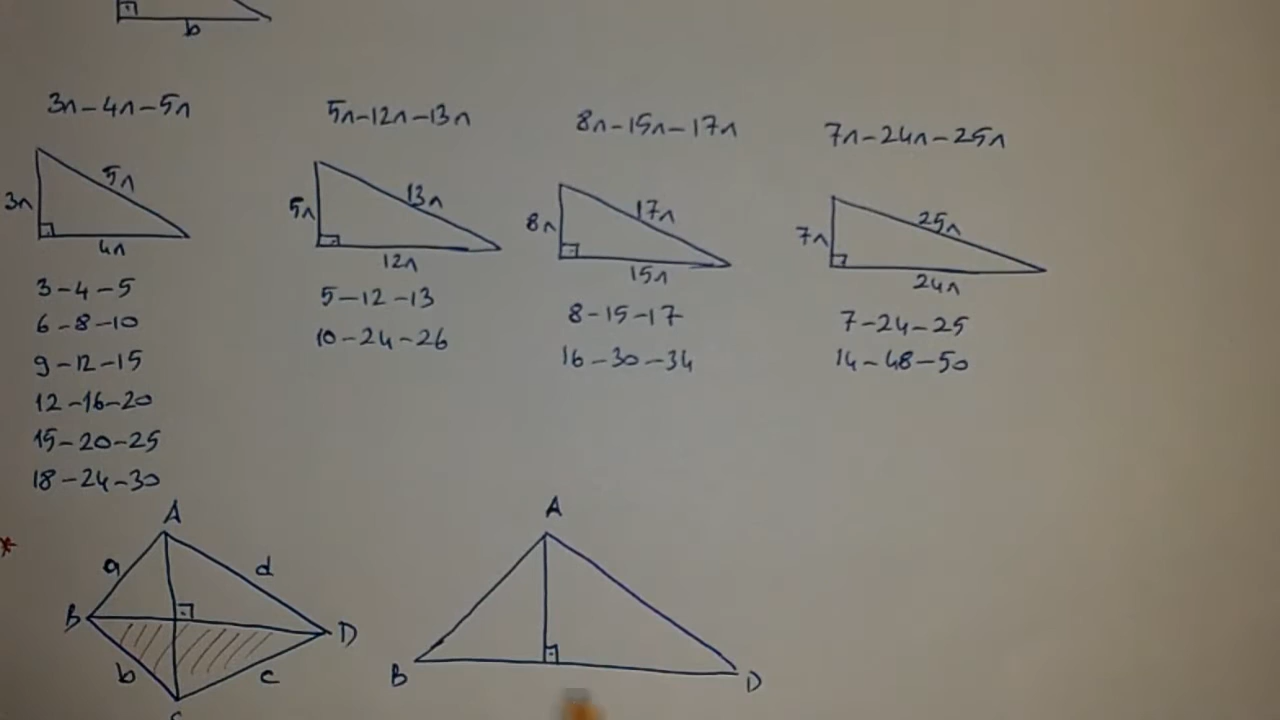 b
3n-4n-5n
5n
3n
4n
3-4-5
6-8-10
9-12-15
12-16-20
15-20-25
18-24-30
5n-12n-13n
13n
5n
12n
5-12-13
10-24-26
8n-15n-17n
17n
8n
15n
8-15-17
16-30-34
7n-24n-25n
25n
7n
24n
7-24-25
14-48-50
*
A
a
d
B
D
b
c
C
A
B
D